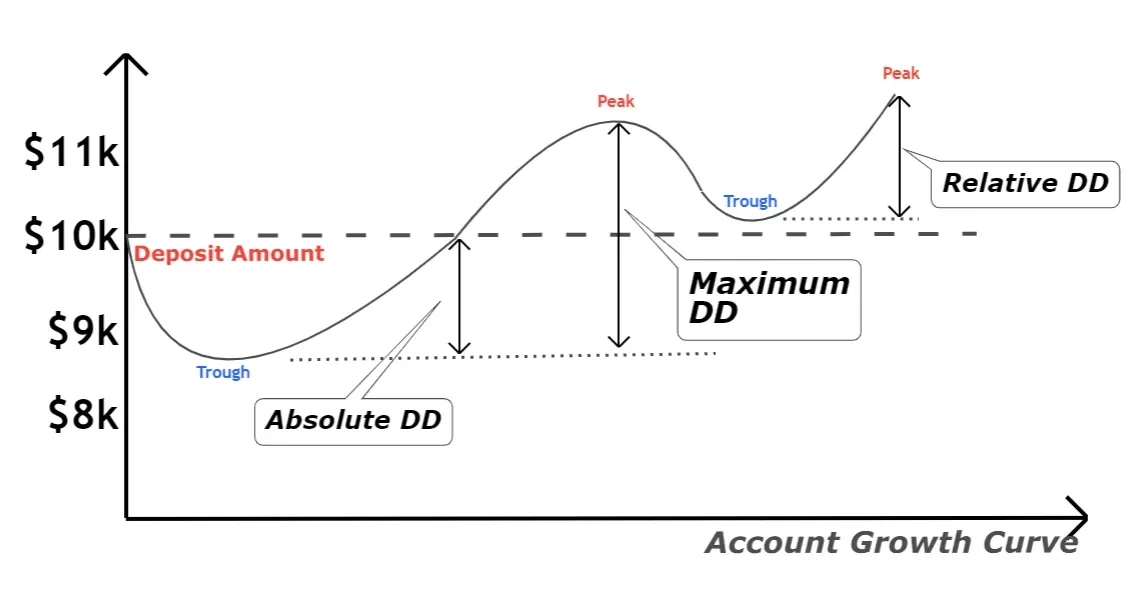 Peak
Peak
$11k
Relative DD
Trough
$10k
Deposit Amount
Maximum
DD
$9k
Trough
$8k
Absolute DD
Account Growth Curve